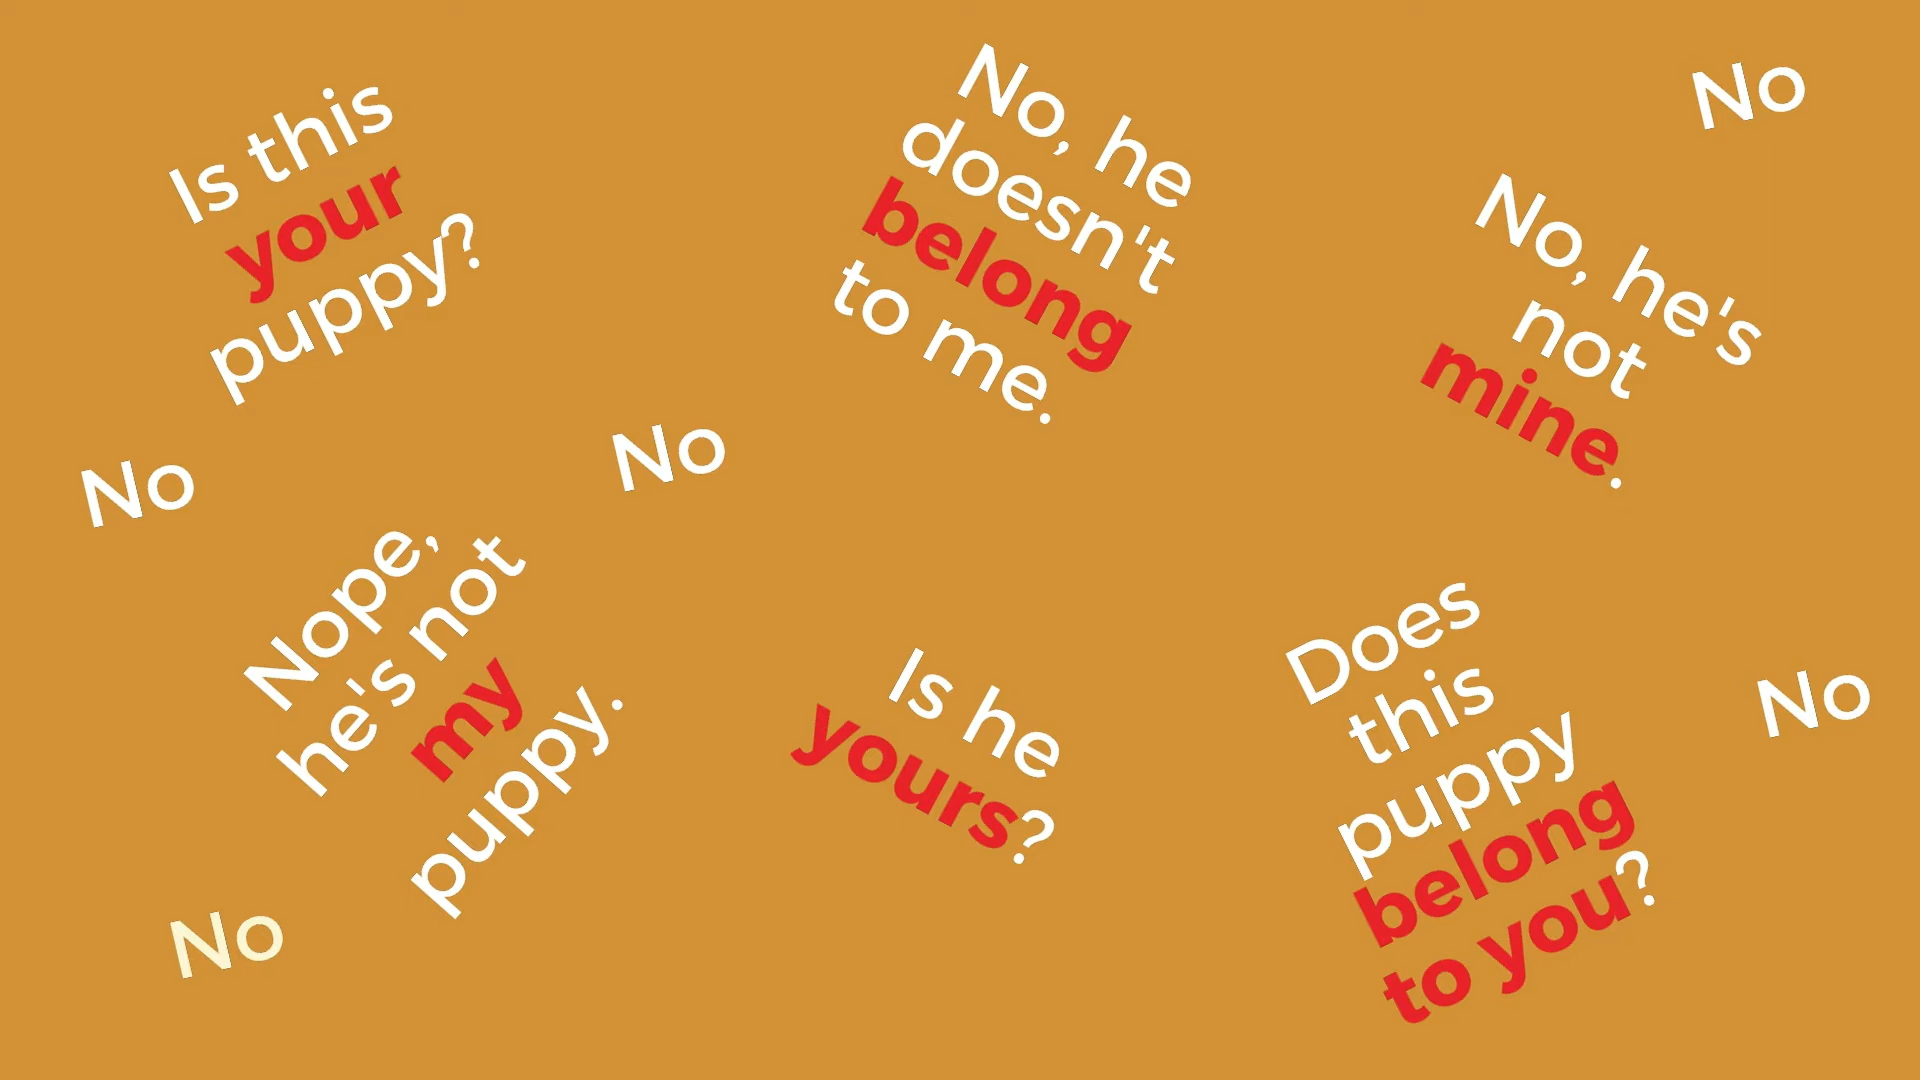 Is this
your
puppy?
No, he
doesn't
belong
to me.
No
No, he's
not
mine.
No
No
Nope,
he's not
my
puppy.
Is he
yours?
Does
this
puppy
belong
to you?
No
No